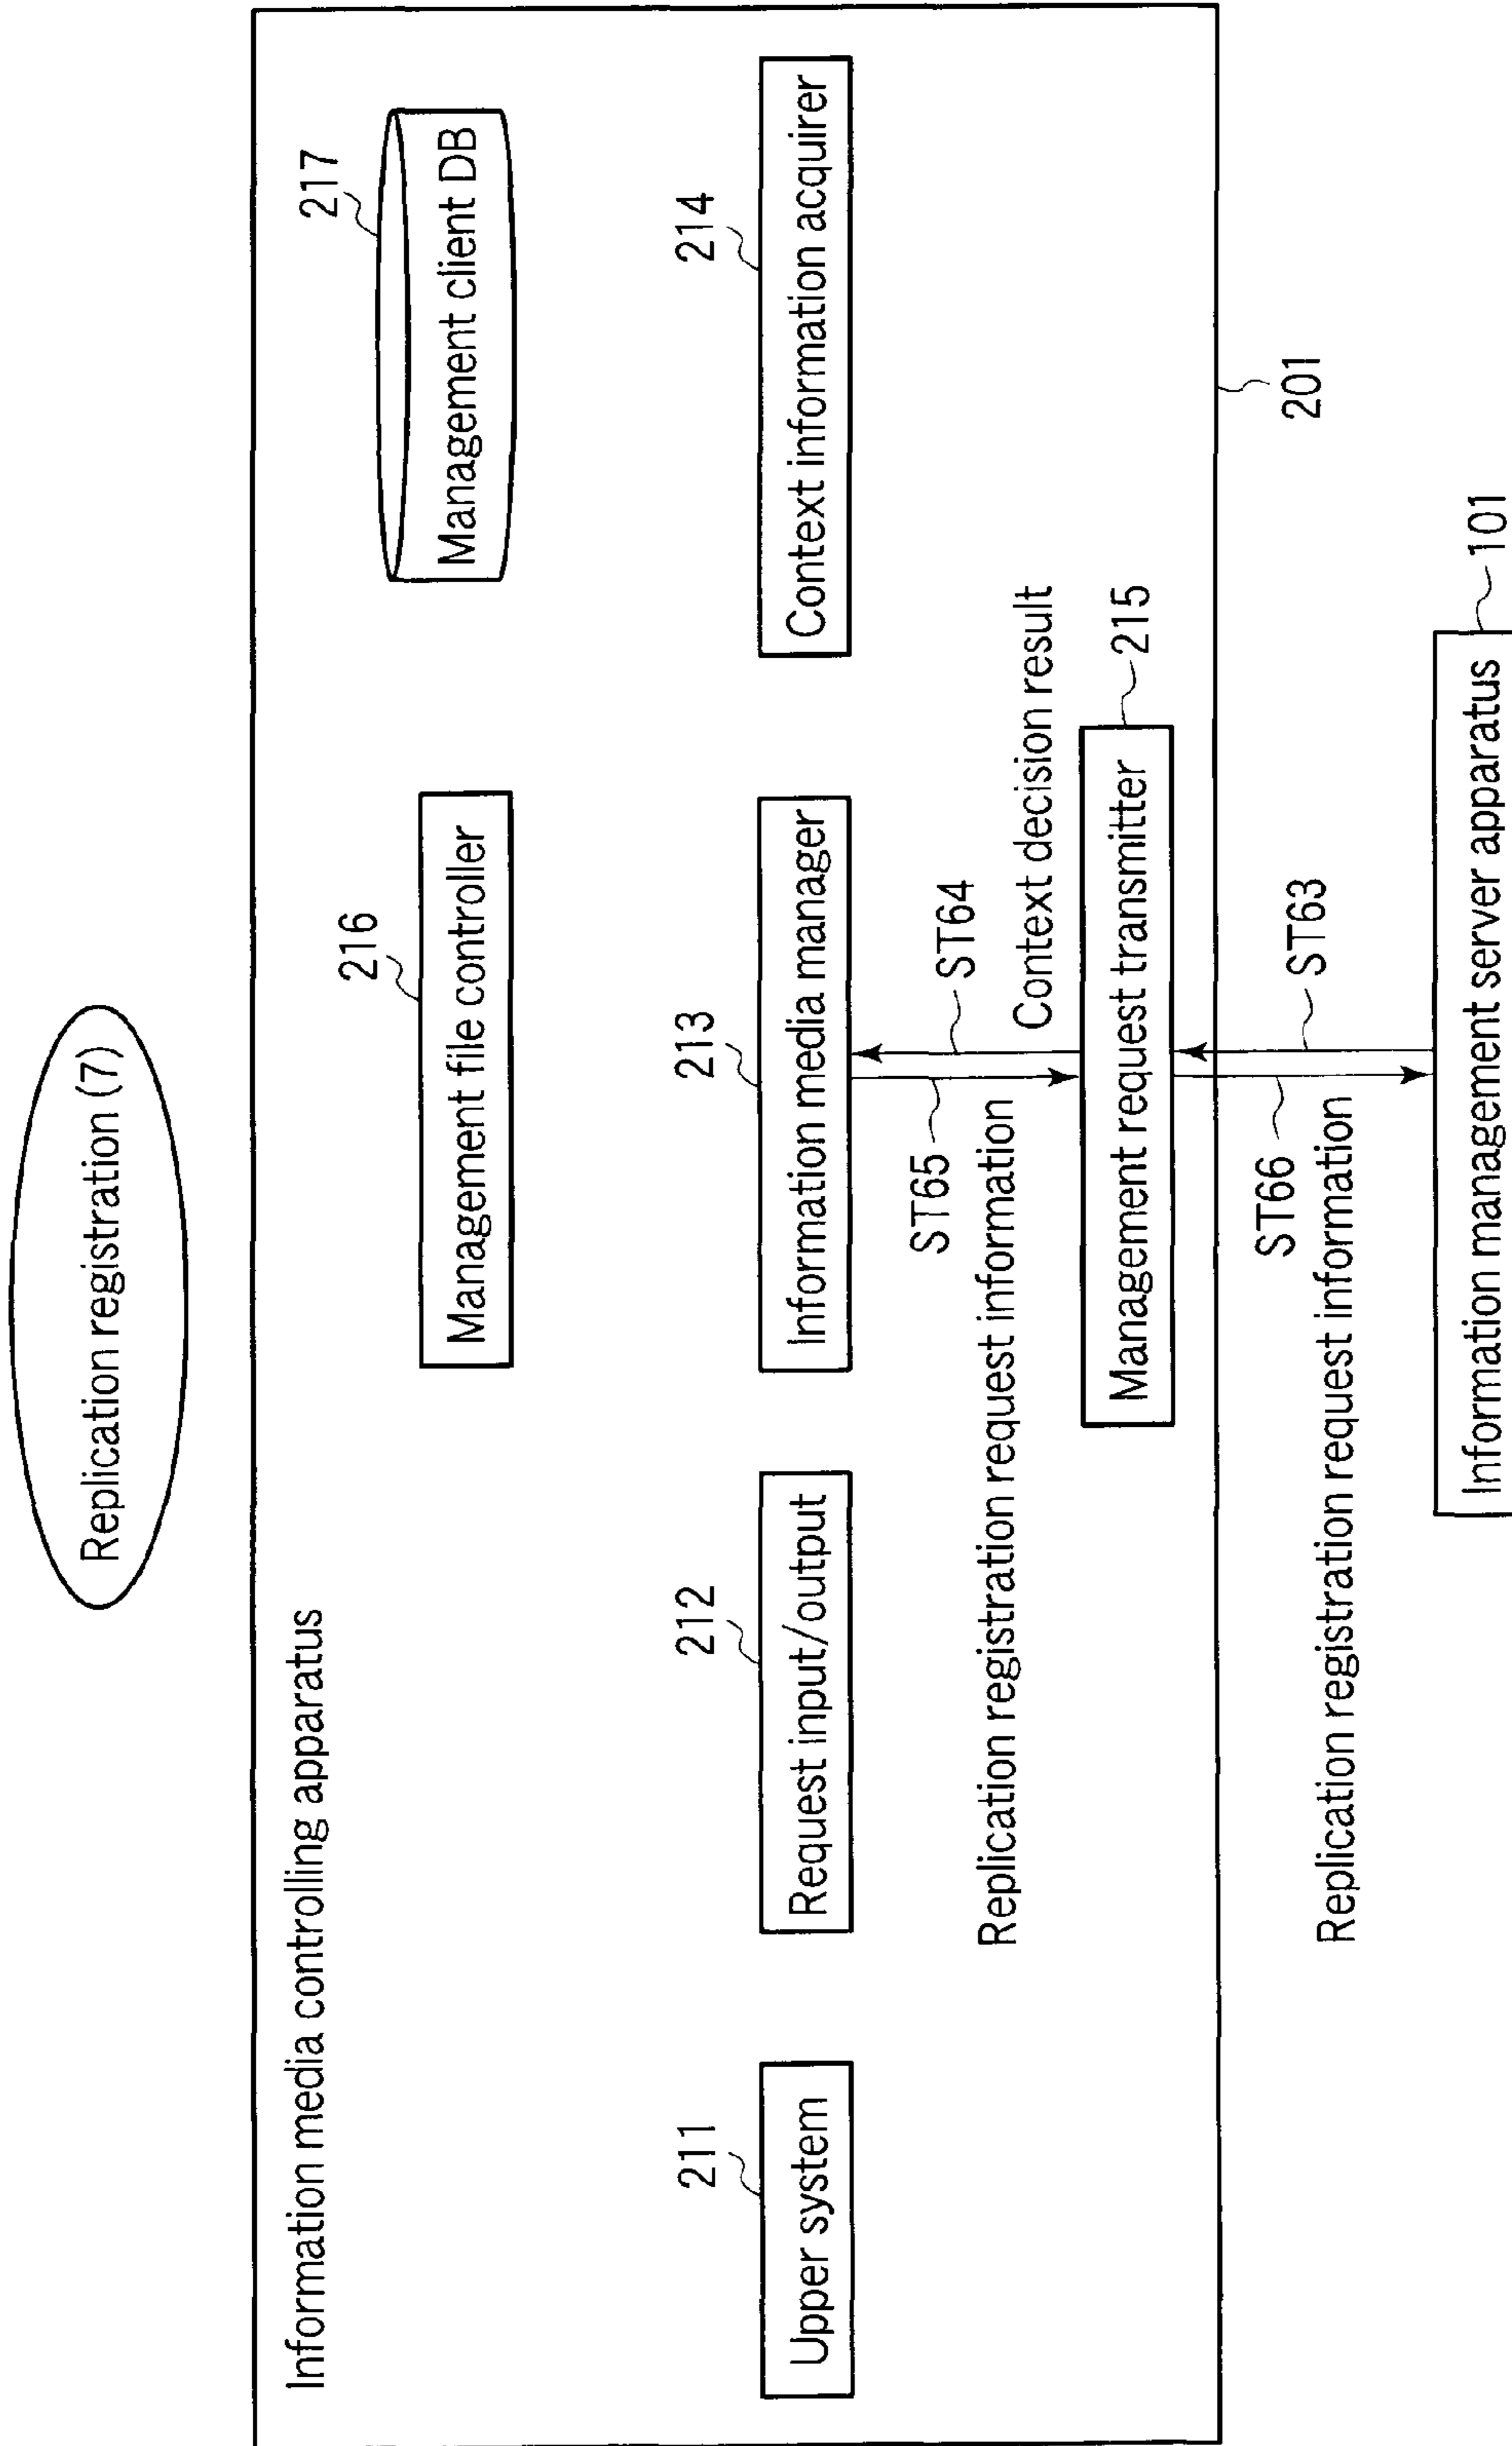 Replication registration (7)
Information media controlling apparatus
216
Management file controller
217
Management client DB
211
Upper system
212
Request input/output
213
Information media manager
214
Context information acquirer
ST65
ST64
Replication registration request information
Context decision result
Management request transmitter
215
201
ST66
ST63
Replication registration request information
Information management server apparatus
101